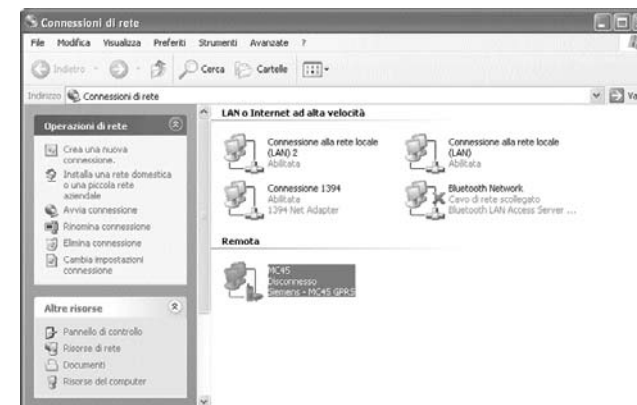 Connessioni di rete
File Modifica Visualizza Preferiti Strumenti Avanzate ?
Indietro Cerca Cartelle
Indirizzo Connessioni di rete Va
Operazioni di rete
Crea una nuova
connessione.
Installa una rete domestica
o una piccola rete
aziendale
Avvia connessione
Rinomina connessione
Elimina connessione
Cambia impostazioni
connessione
Altre risorse
Pannello di controllo
Risorse di rete
Documenti
Risorse del computer
LAN o Internet ad alta velocità
Connessione alla rete locale
(LAN) 2
Abilitata
Connessione alla rete locale
(LAN)
Abilitata
Connessione 1394
Abilitata
1394 Net Adapter
Bluetooth Network
Cavo di rete scollegato
Bluetooth LAN Access Server ...
Remota
MC45
Disconnesso
Siemens - MC45 GPRS